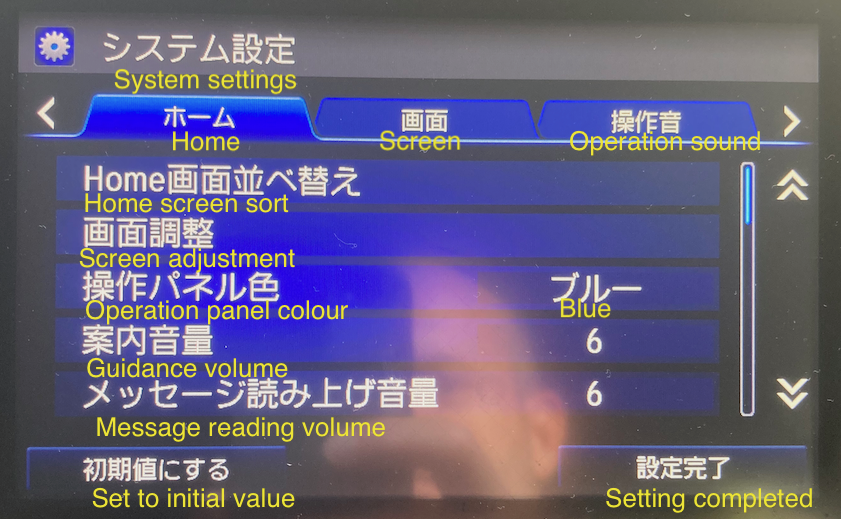 システム設定
System settings
ホーム 画面 操作音
Home Screen Operation sound
Home画面並べ替え
Home screen sort
画面調整
Screen adjustment
操作パネル色 ブルー
Operation panel colour Blue
案内音量 6
Guidance volume
メッセージ読み上げ音量 6
Message reading volume
初期値にする 設定完了
Set to initial value Setting completed